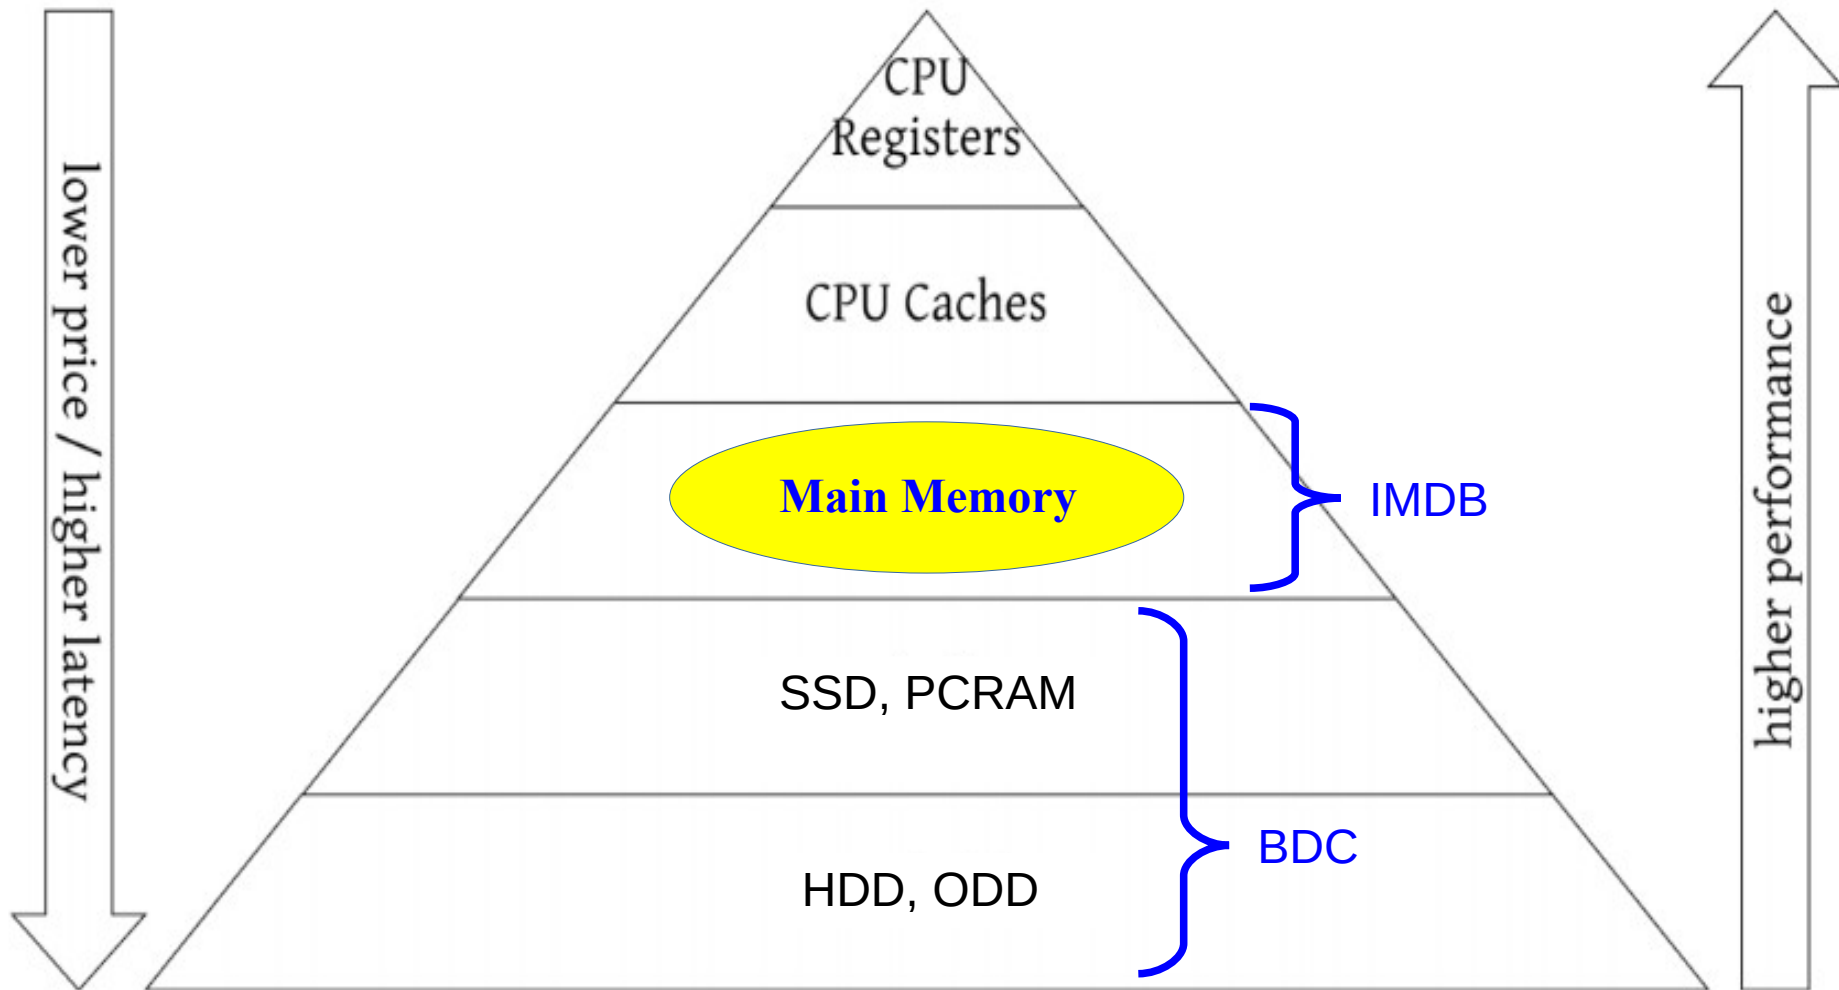 CPU
Registers
CPU Caches
Main Memory
IMDB
SSD, PCRAM
BDC
HDD, ODD
lower price / higher latency
higher performance